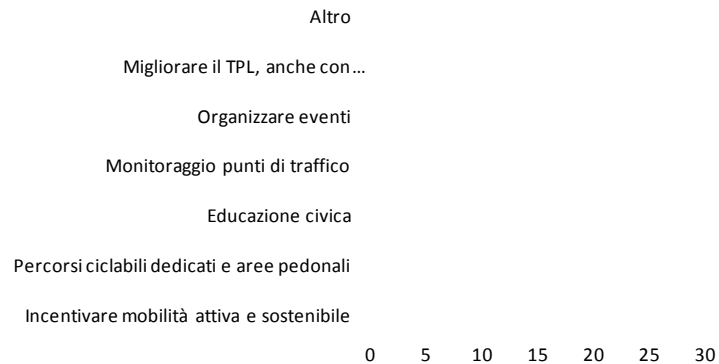 Altro
Migliorare il TPL, anche con…
Organizzare eventi
Monitoraggio punti di traffico
Educazione civica
Percorsi ciclabili dedicati e aree pedonali
Incentivare mobilità attiva e sostenibile
0 5 10 15 20 25 30